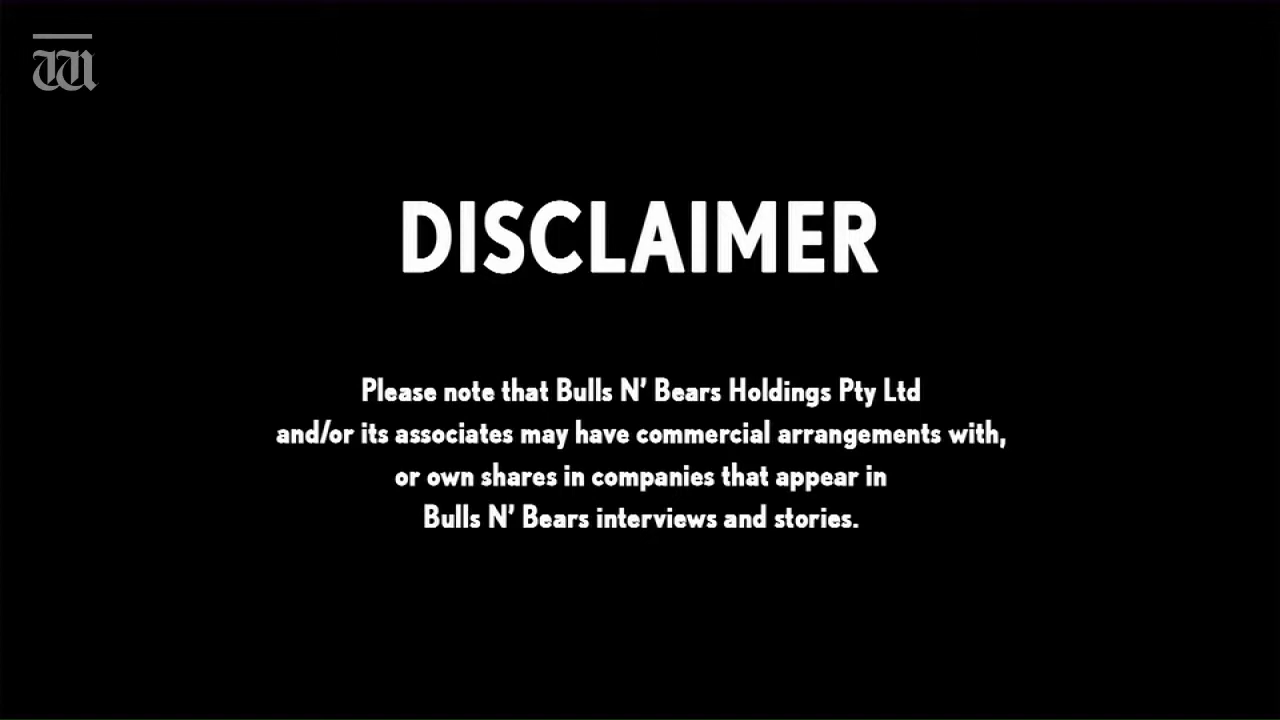 W
DISCLAIMER
Please note that Bulls N' Bears Holdings Pty Ltd
and/or its associates may have commercial arrangements with,
or own shares in companies that appear in
Bulls N' Bears interviews and stories.